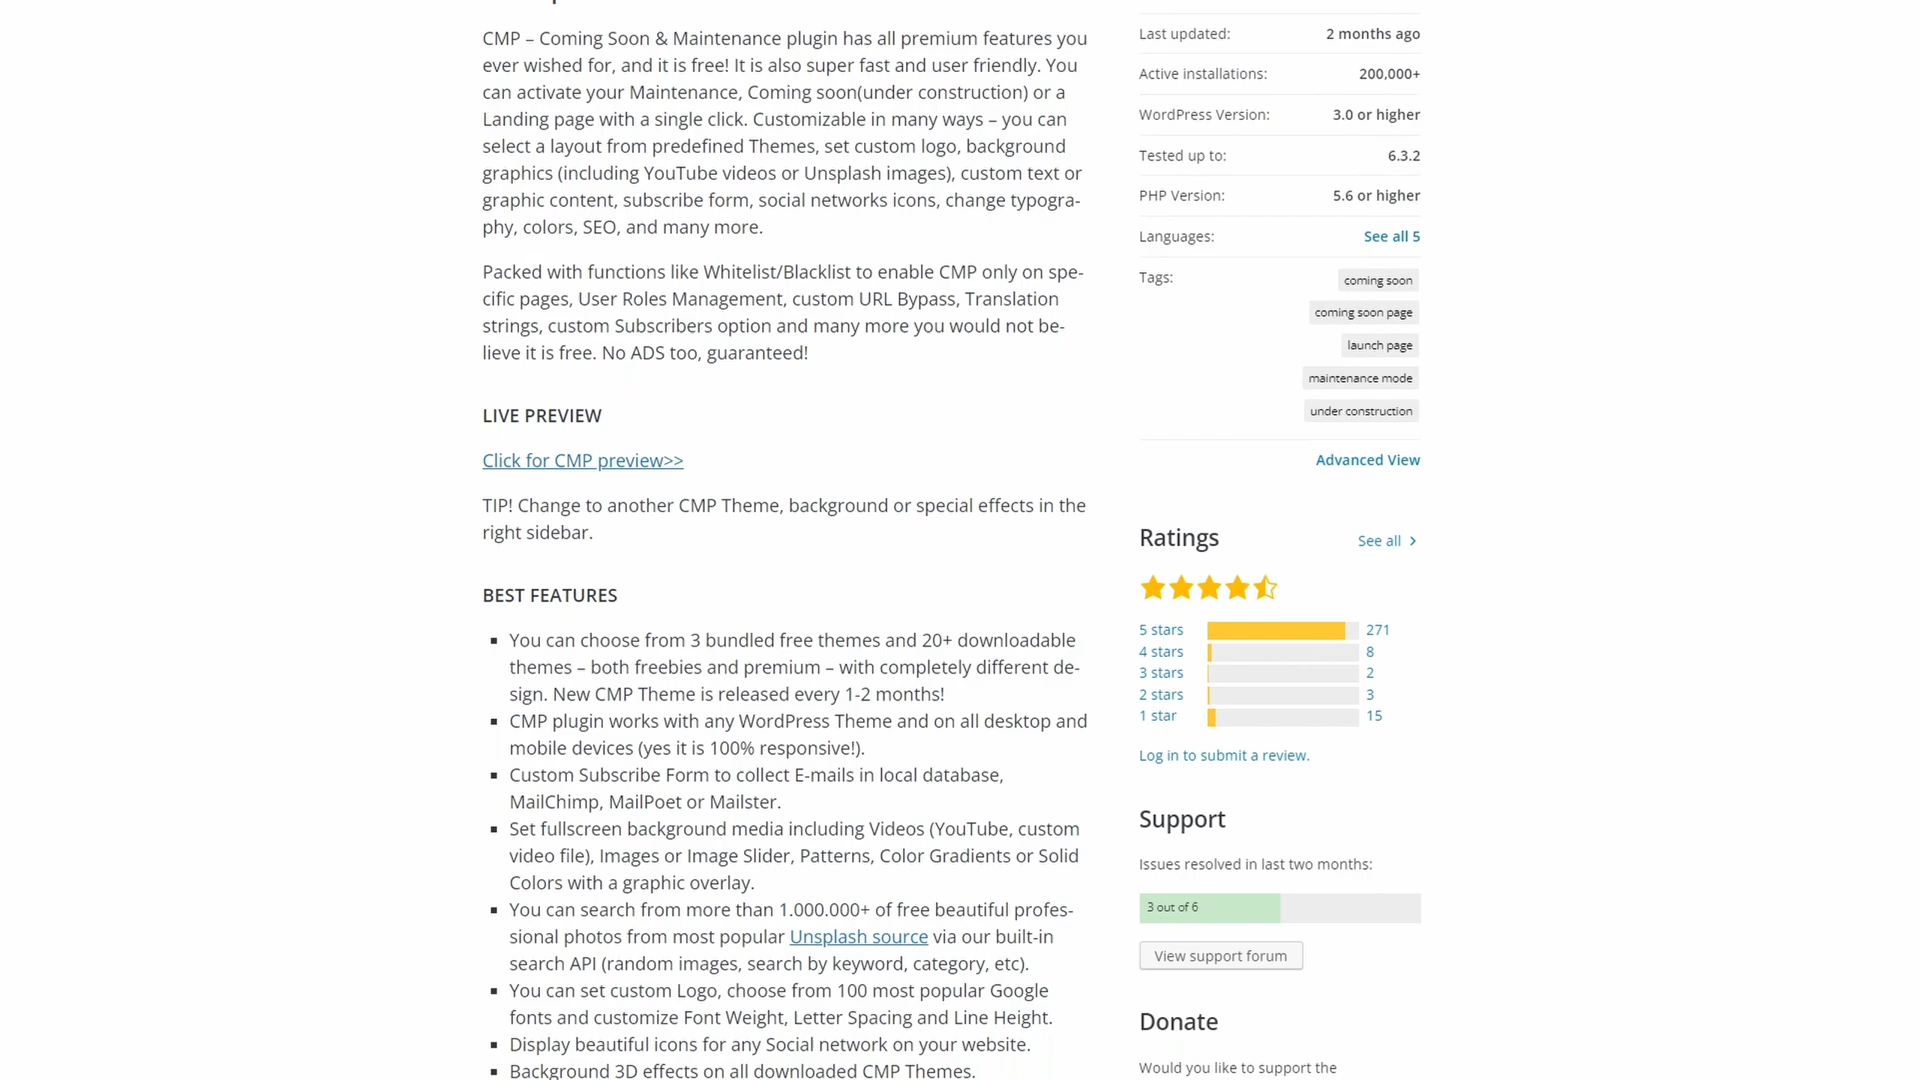 CMP – Coming Soon & Maintenance plugin has all premium features you
ever wished for, and it is free! It is also super fast and user friendly. You
can activate your Maintenance, Coming soon(under construction) or a
Landing page with a single click. Customizable in many ways – you can
select a layout from predefined Themes, set custom logo, background
graphics (including YouTube videos or Unsplash images), custom text or
graphic content, subscribe form, social networks icons, change typogra-
phy, colors, SEO, and many more.
Packed with functions like Whitelist/Blacklist to enable CMP only on spe-
cific pages, User Roles Management, custom URL Bypass, Translation
strings, custom Subscribers option and many more you would not be-
lieve it is free. No ADS too, guaranteed!
LIVE PREVIEW
Click for CMP preview>>
TIP! Change to another CMP Theme, background or special effects in the
right sidebar.
BEST FEATURES
▪ You can choose from 3 bundled free themes and 20+ downloadable
themes – both freebies and premium – with completely different de-
sign. New CMP Theme is released every 1-2 months!
▪ CMP plugin works with any WordPress Theme and on all desktop and
mobile devices (yes it is 100% responsive!).
▪ Custom Subscribe Form to collect E-mails in local database,
MailChimp, MailPoet or Mailster.
▪ Set fullscreen background media including Videos (YouTube, custom
video file), Images or Image Slider, Patterns, Color Gradients or Solid
Colors with a graphic overlay.
▪ You can search from more than 1.000.000+ of free beautiful profes-
sional photos from most popular Unsplash source via our built-in
search API (random images, search by keyword, category, etc).
▪ You can set custom Logo, choose from 100 most popular Google
fonts and customize Font Weight, Letter Spacing and Line Height.
▪ Display beautiful icons for any Social network on your website.
▪ Background 3D effects on all downloaded CMP Themes.
Last updated: 2 months ago
Active installations: 200,000+
WordPress Version: 3.0 or higher
Tested up to: 6.3.2
PHP Version: 5.6 or higher
Languages: See all 5
Tags: coming soon
coming soon page
launch page
maintenance mode
under construction
Advanced View
Ratings See all >
5 stars 271
4 stars 8
3 stars 2
2 stars 3
1 star 15
Log in to submit a review.
Support
Issues resolved in last two months:
3 out of 6
View support forum
Donate
Would you like to support the